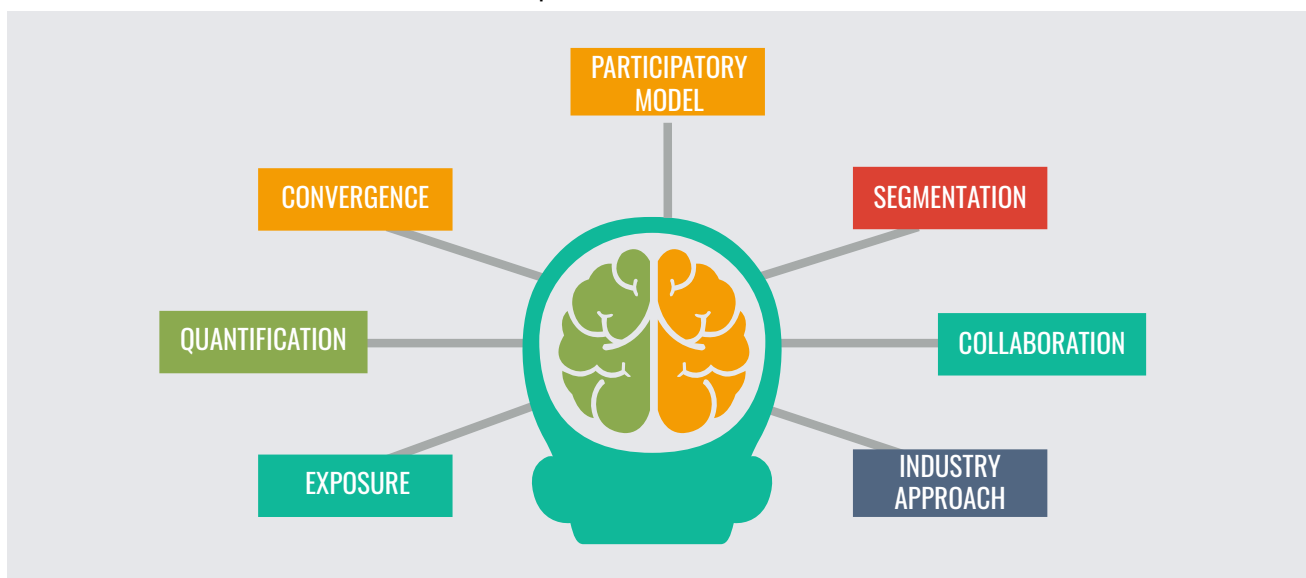 PARTICIPATORY
MODEL
CONVERGENCE
SEGMENTATION
QUANTIFICATION
COLLABORATION
EXPOSURE
INDUSTRY
APPROACH